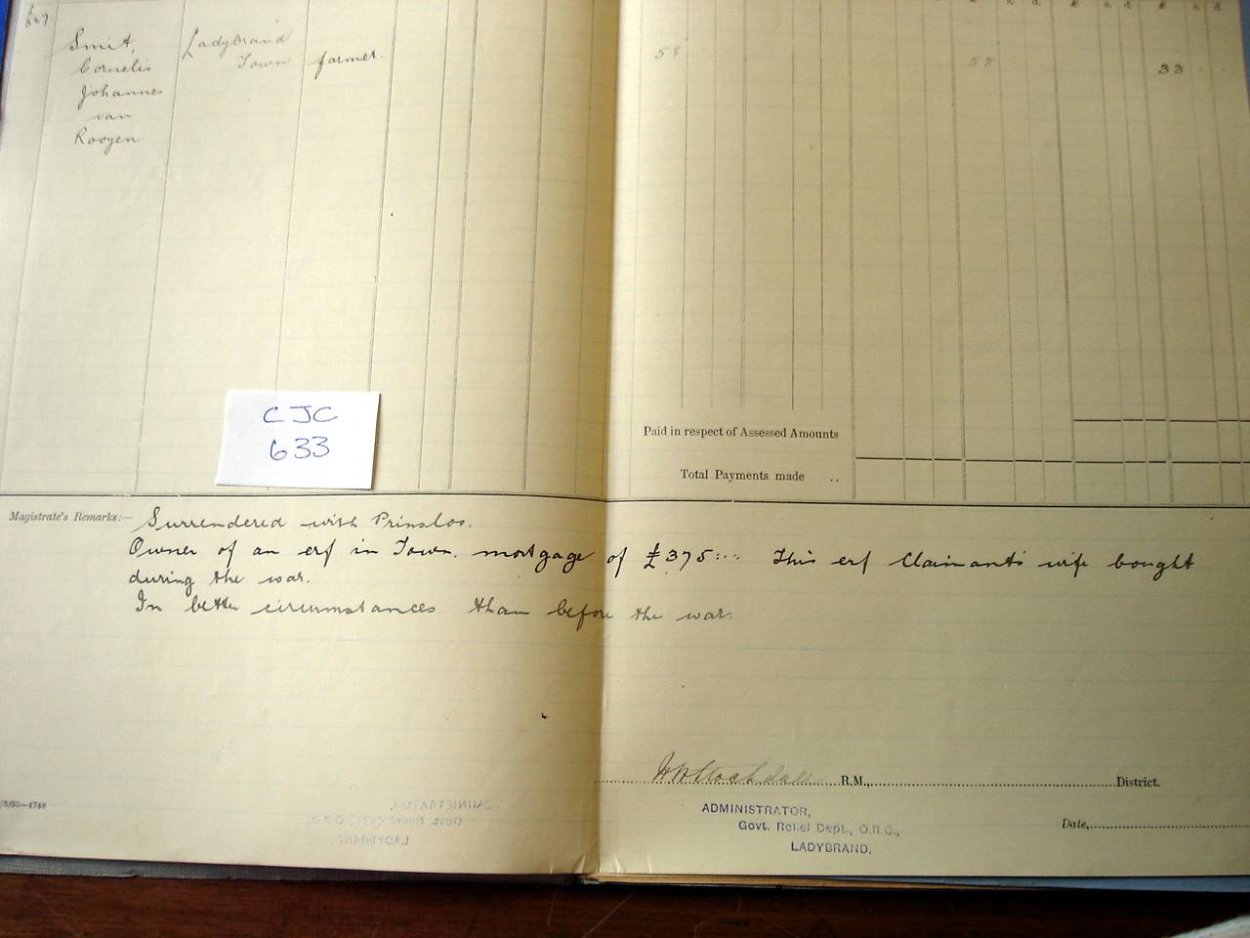 £ s. d. £ s. d. £ s. d.
Smit, Ladybrand
Cornelis Town farmer. 58 58 33
Johannes
van
Rooyen
CJC
633
Paid in respect of Assessed Amounts
Total Payments made ..
Magistrate's Remarks:— Surrendered with Prinsloo.
Owner of an erf in Town. mortgage of £375:-:- This erf Claimants wife bought
during the war.
In better circumstances than before the war.
Stockdale R.M., District.
ADMINISTRATOR,
Govt. Relief Dept., O.R.C.,
LADYBRAND.
Date,